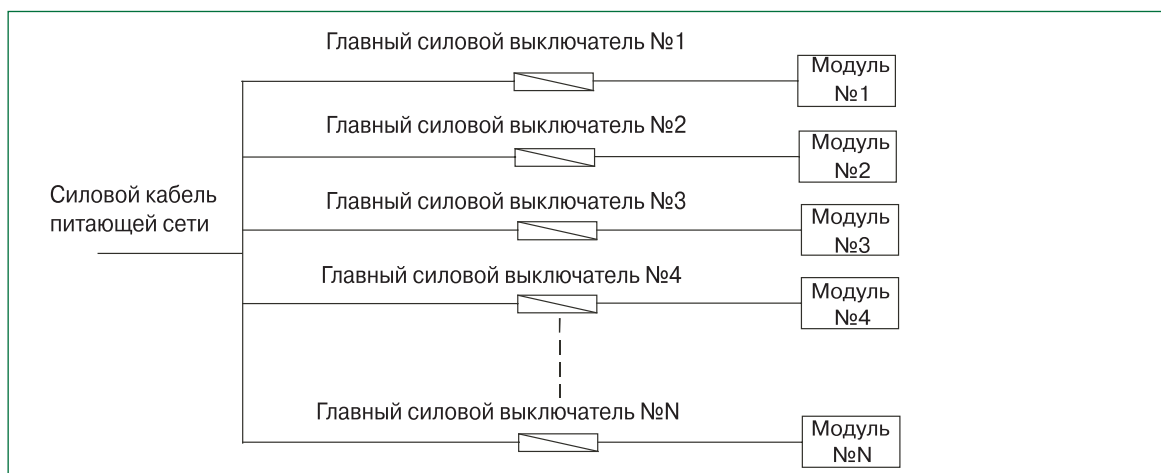 Главный силовой выключатель №1
Модуль
№1
Главный силовой выключатель №2
Модуль
№2
Силовой кабель
питающей сети
Главный силовой выключатель №3
Модуль
№3
Главный силовой выключатель №4
Модуль
№4
Главный силовой выключатель №N
Модуль
№N